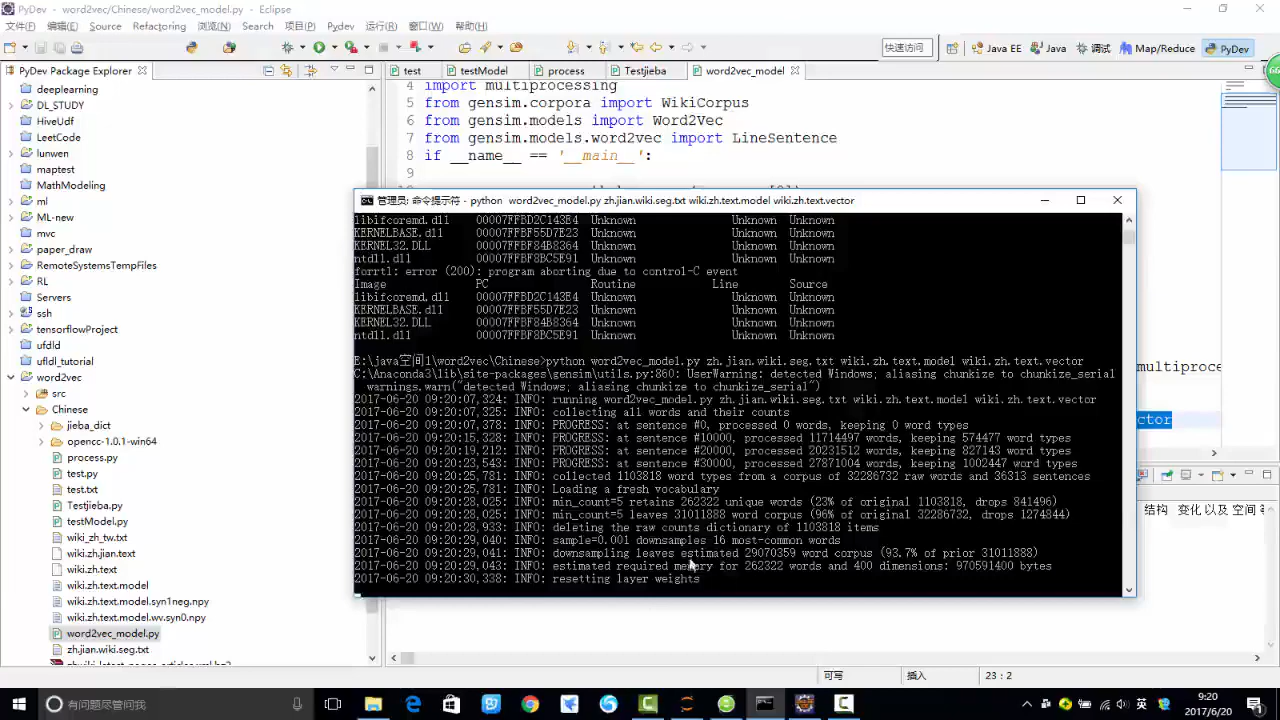 PyDev - word2vec/Chinese/word2vec_model.py - Eclipse
文件(F) 编辑(E) Source Refactoring 浏览(N) Search 项目(P) Pydev 运行(R) 窗口(W) 帮助(H)
快速访问 Java EE Java 调试 Map/Reduce PyDev
PyDev Package Explorer
test testModel process Testjieba word2vec_model
deeplearning
DL_STUDY
HiveUdf
LeetCode
lunwen
maptest
MathModeling
ml
ML-new
mvc
paper_draw
RemoteSystemsTempFiles
RL
Servers
ssh
tensorflowProject
ufldl
ufldl_tutorial
word2vec
src
Chinese
jieba_dict
opencc-1.0.1-win64
process.py
test.py
test.txt
Testjieba.py
testModel.py
wiki_zh_tw.txt
wiki.zh.jian.text
wiki.zh.text
wiki.zh.text.model
wiki.zh.text.model.syn1neg.npy
wiki.zh.text.model.wv.syn0.npy
word2vec_model.py
zh.jian.wiki.seg.txt
4 import multiprocessing
5 from gensim.corpora import WikiCorpus
6 from gensim.models import Word2Vec
7 from gensim.models.word2vec import LineSentence
8 if __name__ == '__main__':
9
multiproc
ctor
结构 变化 以及 空间 等
管理员: 命令提示符 - python word2vec_model.py zh.jian.wiki.seg.txt wiki.zh.text.model wiki.zh.text.vector
libifcoremd.dll 00007FFBD2C143E4 Unknown Unknown Unknown
KERNELBASE.dll 00007FFBF55D7E23 Unknown Unknown Unknown
KERNEL32.DLL 00007FFBF84B8364 Unknown Unknown Unknown
ntdll.dll 00007FFBF8BC5E91 Unknown Unknown Unknown
forrtl: error (200): program aborting due to control-C event
Image PC Routine Line Source
libifcoremd.dll 00007FFBD2C143E4 Unknown Unknown Unknown
KERNELBASE.dll 00007FFBF55D7E23 Unknown Unknown Unknown
KERNEL32.DLL 00007FFBF84B8364 Unknown Unknown Unknown
ntdll.dll 00007FFBF8BC5E91 Unknown Unknown Unknown
E:\java空间1\word2vec\Chinese>python word2vec_model.py zh.jian.wiki.seg.txt wiki.zh.text.model wiki.zh.text.vector
C:\Anaconda3\lib\site-packages\gensim\utils.py:860: UserWarning: detected Windows; aliasing chunkize to chunkize_serial
warnings.warn("detected Windows; aliasing chunkize to chunkize_serial")
2017-06-20 09:20:07,324: INFO: running word2vec_model.py zh.jian.wiki.seg.txt wiki.zh.text.model wiki.zh.text.vector
2017-06-20 09:20:07,325: INFO: collecting all words and their counts
2017-06-20 09:20:07,378: INFO: PROGRESS: at sentence #0, processed 0 words, keeping 0 word types
2017-06-20 09:20:15,328: INFO: PROGRESS: at sentence #10000, processed 11714497 words, keeping 574477 word types
2017-06-20 09:20:19,212: INFO: PROGRESS: at sentence #20000, processed 20231512 words, keeping 827143 word types
2017-06-20 09:20:23,543: INFO: PROGRESS: at sentence #30000, processed 27871004 words, keeping 1002447 word types
2017-06-20 09:20:25,781: INFO: collected 1103818 word types from a corpus of 32286732 raw words and 36313 sentences
2017-06-20 09:20:25,781: INFO: Loading a fresh vocabulary
2017-06-20 09:20:28,025: INFO: min_count=5 retains 262322 unique words (23% of original 1103818, drops 841496)
2017-06-20 09:20:28,025: INFO: min_count=5 leaves 31011888 word corpus (96% of original 32286732, drops 1274844)
2017-06-20 09:20:28,933: INFO: deleting the raw counts dictionary of 1103818 items
2017-06-20 09:20:29,040: INFO: sample=0.001 downsamples 16 most-common words
2017-06-20 09:20:29,041: INFO: downsampling leaves estimated 29070359 word corpus (93.7% of prior 31011888)
2017-06-20 09:20:29,043: INFO: estimated required memory for 262322 words and 400 dimensions: 970591400 bytes
2017-06-20 09:20:30,338: INFO: resetting layer weights
可写 插入 23 : 2
有问题尽管问我
英
9:20
2017/6/20